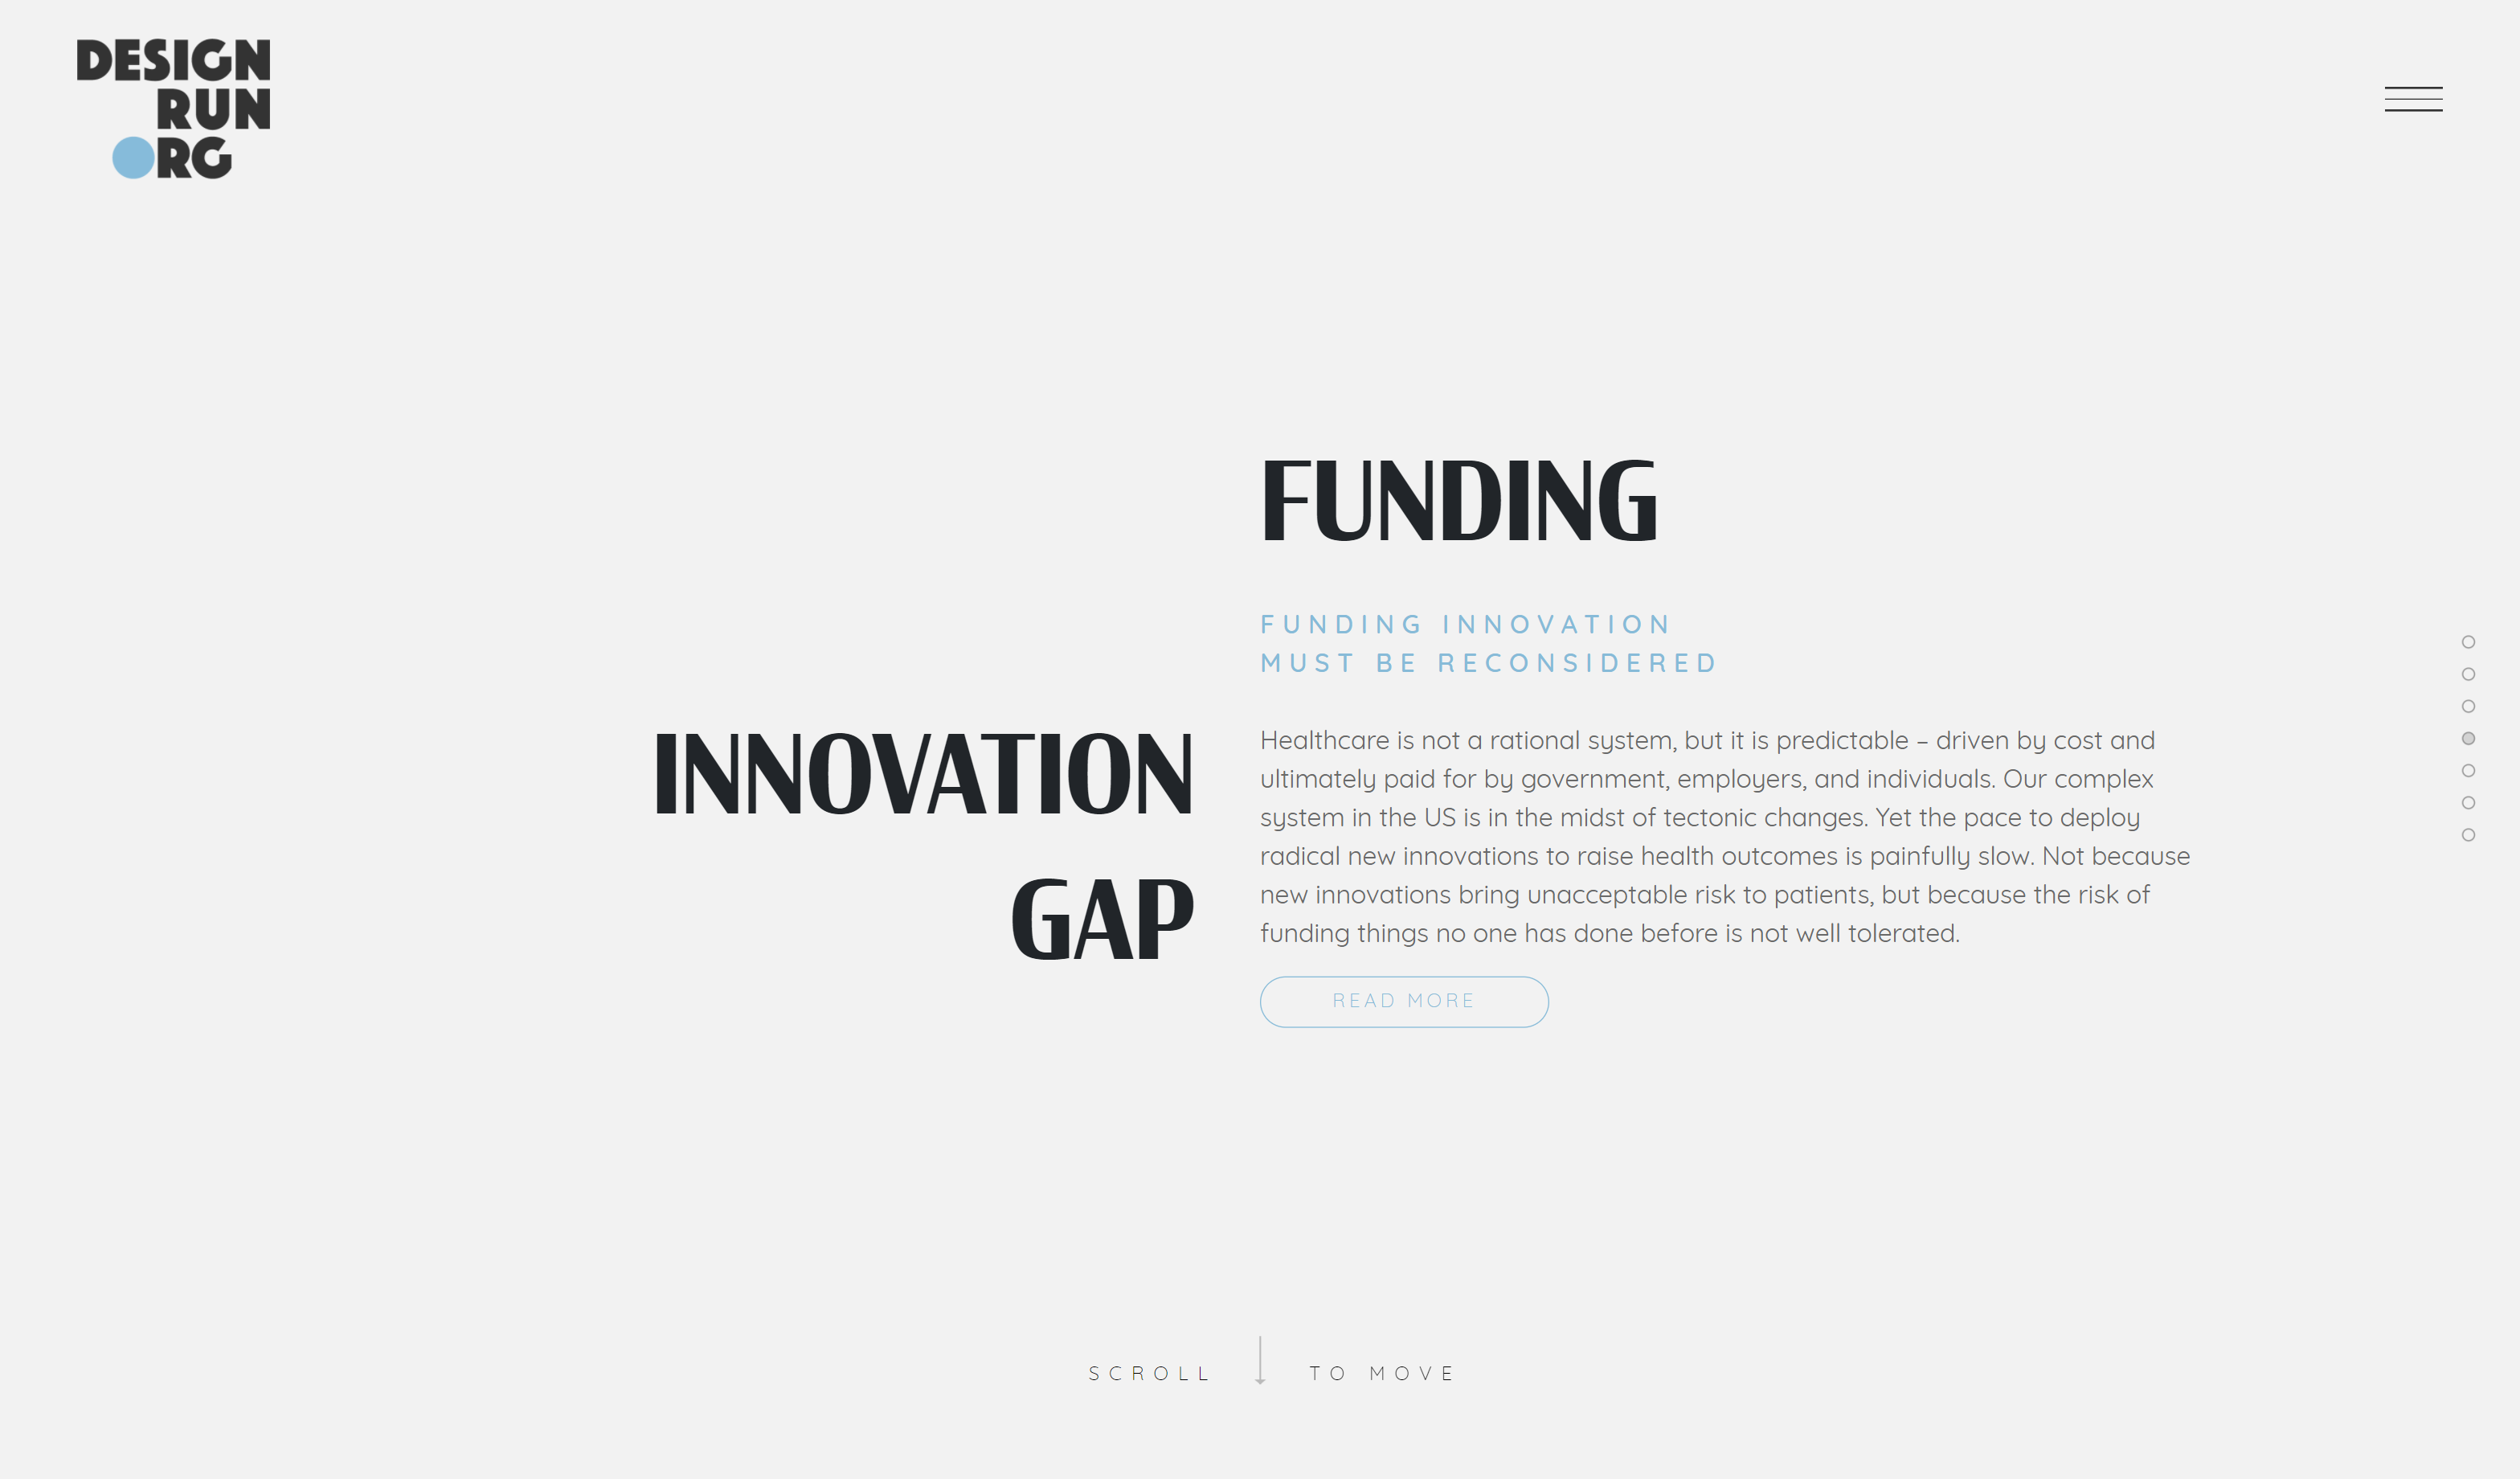 DESIGN
RUN
ORG
FUNDING
FUNDING INNOVATION
MUST BE RECONSIDERED
INNOVATION
GAP
Healthcare is not a rational system, but it is predictable – driven by cost and
ultimately paid for by government, employers, and individuals. Our complex
system in the US is in the midst of tectonic changes. Yet the pace to deploy
radical new innovations to raise health outcomes is painfully slow. Not because
new innovations bring unacceptable risk to patients, but because the risk of
funding things no one has done before is not well tolerated.
READ MORE
SCROLL TO MOVE